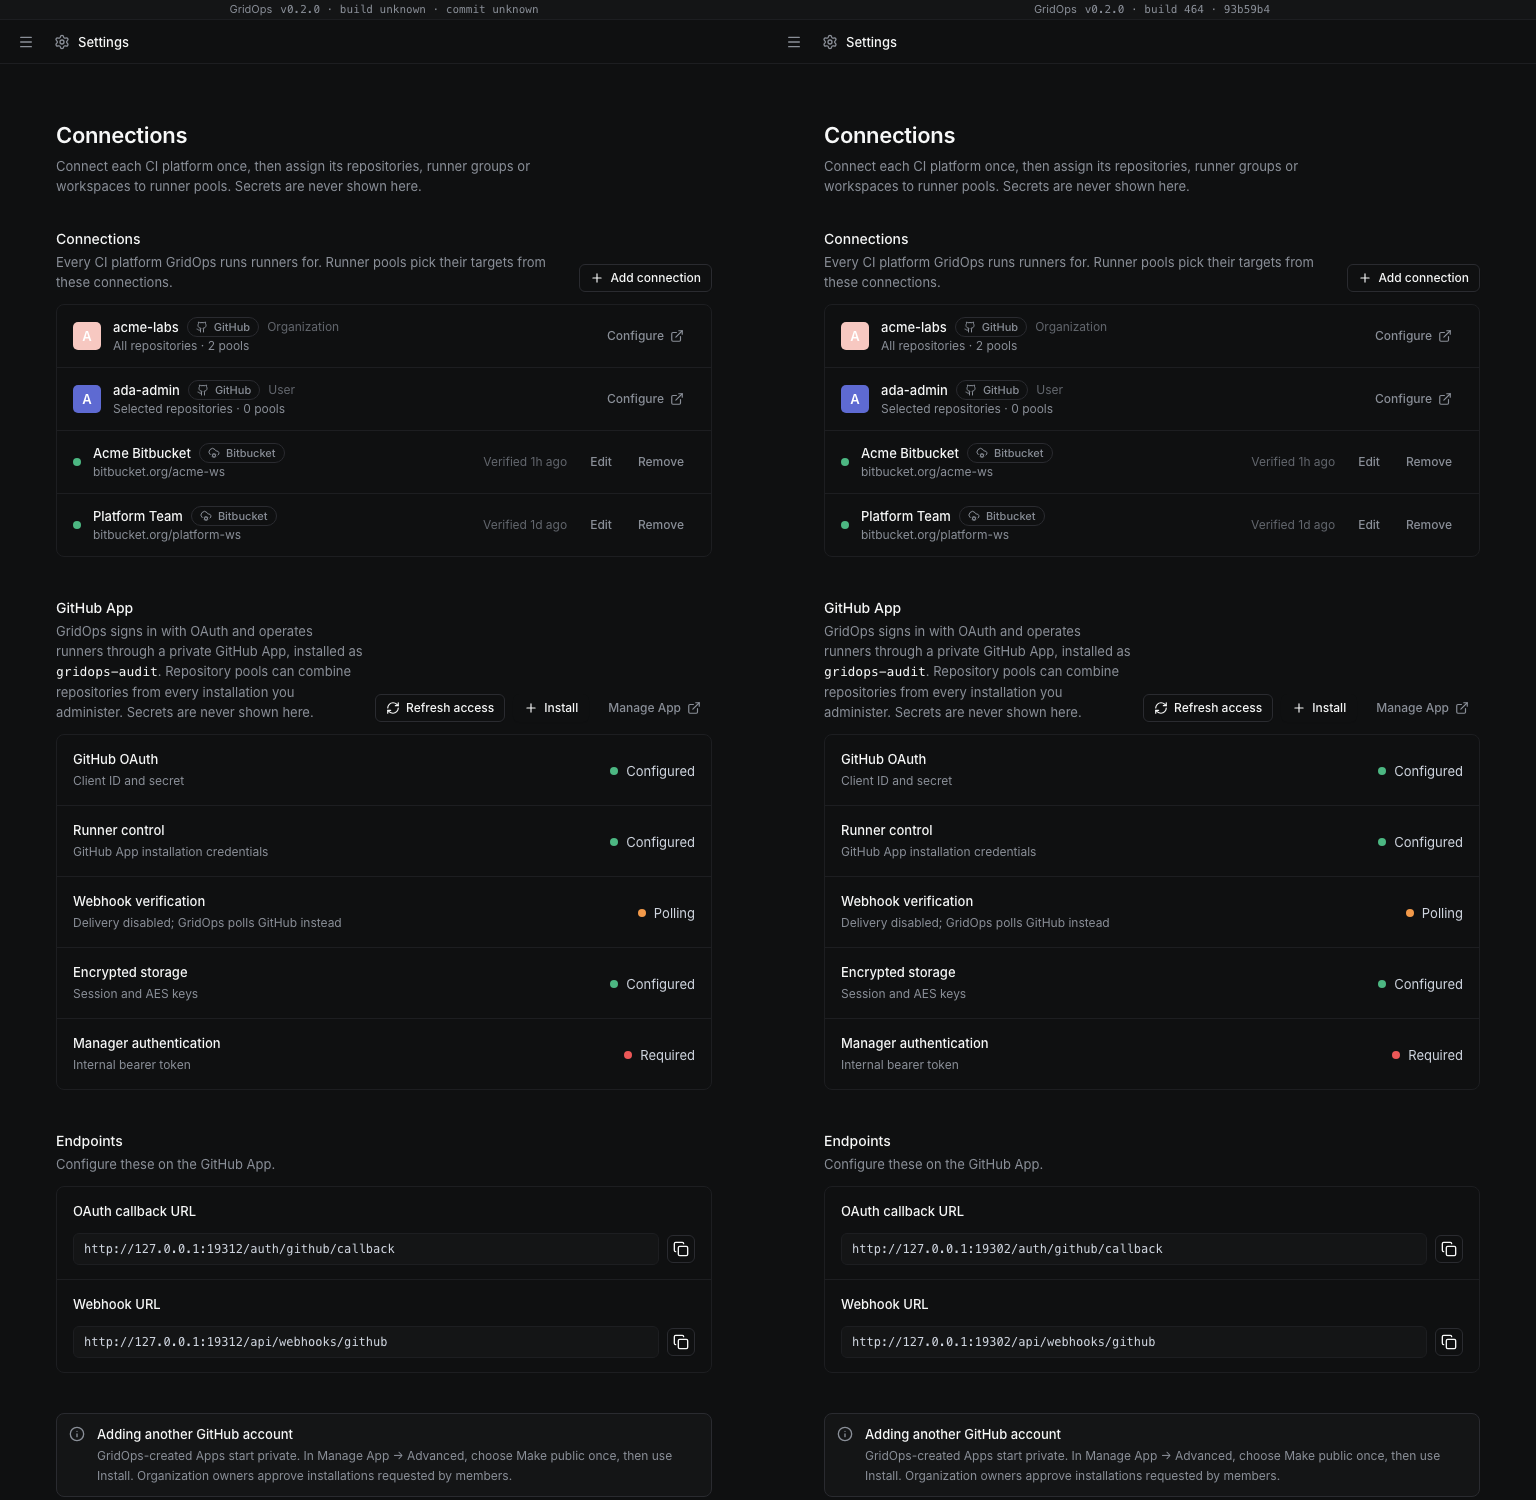 GridOps v0.2.0 · build unknown · commit unknown
Settings
Connections
Connect each CI platform once, then assign its repositories, runner groups or
workspaces to runner pools. Secrets are never shown here.
Connections
Every CI platform GridOps runs runners for. Runner pools pick their targets from
these connections.
Add connection
A
acme-labs GitHub Organization
All repositories · 2 pools
Configure
A
ada-admin GitHub User
Selected repositories · 0 pools
Configure
Acme Bitbucket Bitbucket
bitbucket.org/acme-ws
Verified 1h ago Edit Remove
Platform Team Bitbucket
bitbucket.org/platform-ws
Verified 1d ago Edit Remove
GitHub App
GridOps signs in with OAuth and operates
runners through a private GitHub App, installed as
gridops-audit. Repository pools can combine
repositories from every installation you
administer. Secrets are never shown here.
Refresh access Install Manage App
GitHub OAuth
Client ID and secret
Configured
Runner control
GitHub App installation credentials
Configured
Webhook verification
Delivery disabled; GridOps polls GitHub instead
Polling
Encrypted storage
Session and AES keys
Configured
Manager authentication
Internal bearer token
Required
Endpoints
Configure these on the GitHub App.
OAuth callback URL
http://127.0.0.1:19312/auth/github/callback
Webhook URL
http://127.0.0.1:19312/api/webhooks/github
Adding another GitHub account
GridOps-created Apps start private. In Manage App → Advanced, choose Make public once, then use
Install. Organization owners approve installations requested by members.
GridOps v0.2.0 · build 464 · 93b59b4
Settings
Connections
Connect each CI platform once, then assign its repositories, runner groups or
workspaces to runner pools. Secrets are never shown here.
Connections
Every CI platform GridOps runs runners for. Runner pools pick their targets from
these connections.
Add connection
A
acme-labs GitHub Organization
All repositories · 2 pools
Configure
A
ada-admin GitHub User
Selected repositories · 0 pools
Configure
Acme Bitbucket Bitbucket
bitbucket.org/acme-ws
Verified 1h ago Edit Remove
Platform Team Bitbucket
bitbucket.org/platform-ws
Verified 1d ago Edit Remove
GitHub App
GridOps signs in with OAuth and operates
runners through a private GitHub App, installed as
gridops-audit. Repository pools can combine
repositories from every installation you
administer. Secrets are never shown here.
Refresh access Install Manage App
GitHub OAuth
Client ID and secret
Configured
Runner control
GitHub App installation credentials
Configured
Webhook verification
Delivery disabled; GridOps polls GitHub instead
Polling
Encrypted storage
Session and AES keys
Configured
Manager authentication
Internal bearer token
Required
Endpoints
Configure these on the GitHub App.
OAuth callback URL
http://127.0.0.1:19302/auth/github/callback
Webhook URL
http://127.0.0.1:19302/api/webhooks/github
Adding another GitHub account
GridOps-created Apps start private. In Manage App → Advanced, choose Make public once, then use
Install. Organization owners approve installations requested by members.